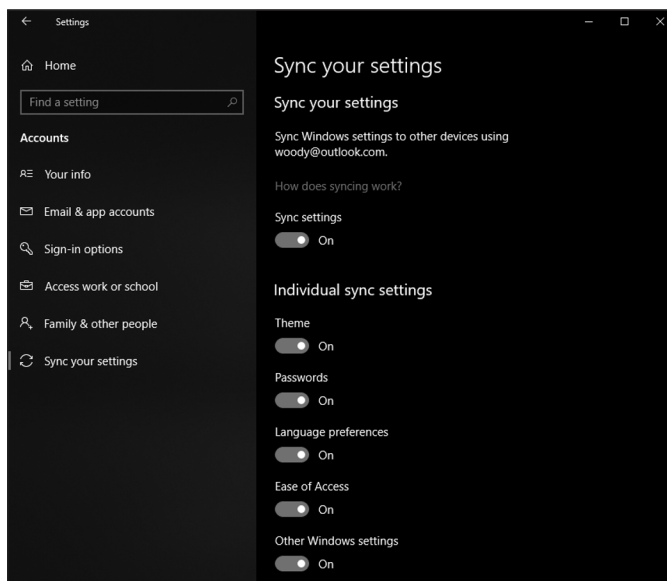 Settings
Home
Find a setting
Accounts
Your info
Email & app accounts
Sign-in options
Access work or school
Family & other people
Sync your settings
Sync your settings
Sync your settings
Sync Windows settings to other devices using
woody@outlook.com.
How does syncing work?
Sync settings
On
Individual sync settings
Theme
On
Passwords
On
Language preferences
On
Ease of Access
On
Other Windows settings
On